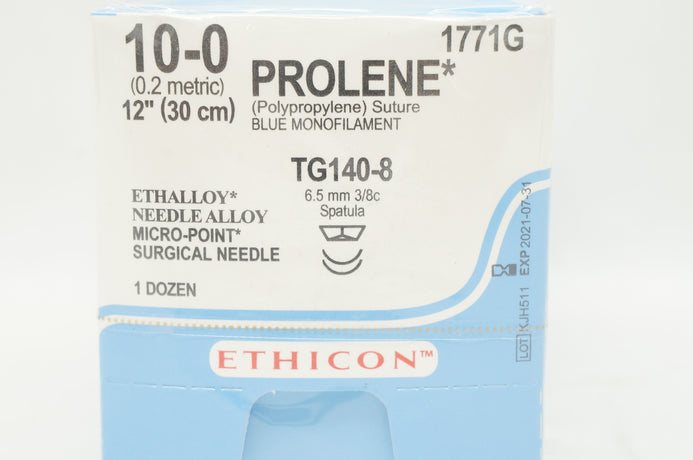 10-0
(0.2 metric)
12" (30 cm)
1771G
PROLENE*
(Polypropylene) Suture
BLUE MONOFILAMENT
TG140-8
6.5 mm 3/8c
Spatula
ETHALLOY*
NEEDLE ALLOY
MICRO-POINT*
SURGICAL NEEDLE
1 DOZEN
EXP 2021-07-31
LOT KJH511
ETHICON™